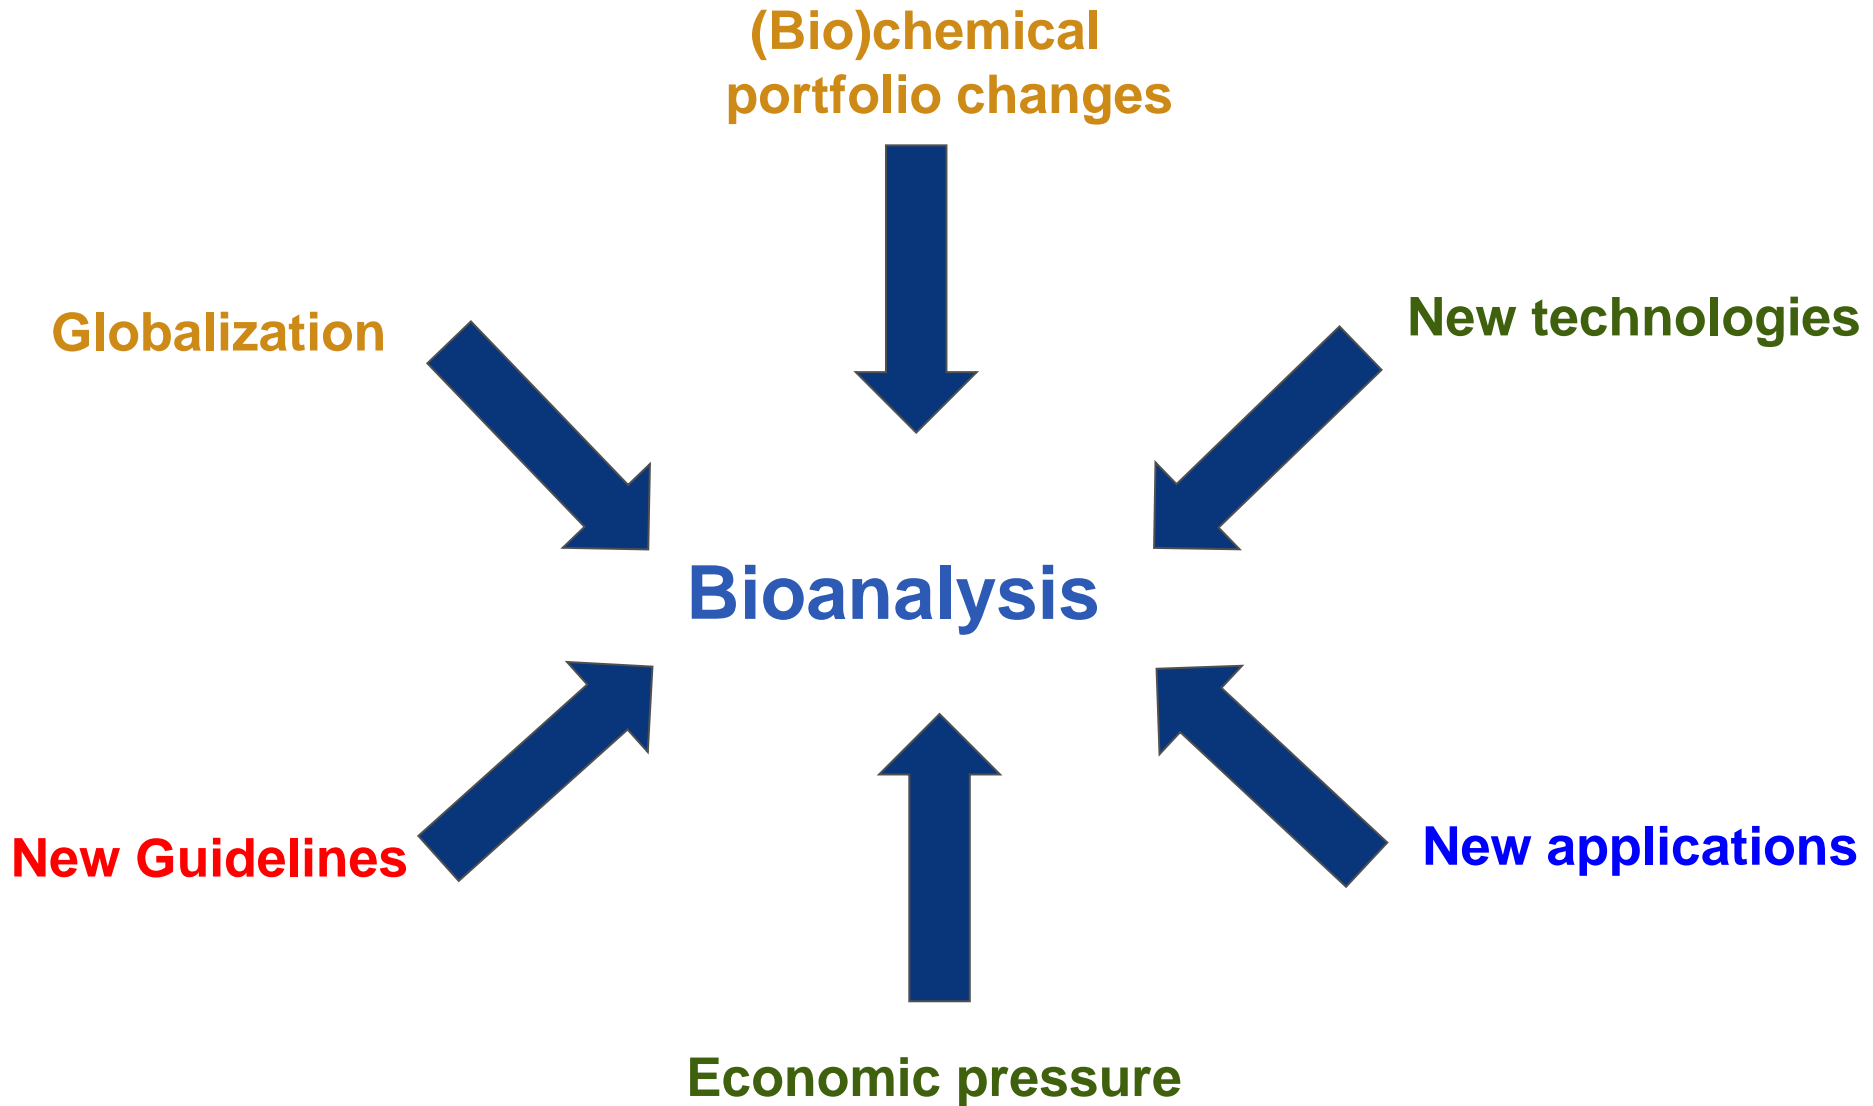 (Bio)chemical
portfolio changes
Globalization
New technologies
Bioanalysis
New Guidelines
New applications
Economic pressure